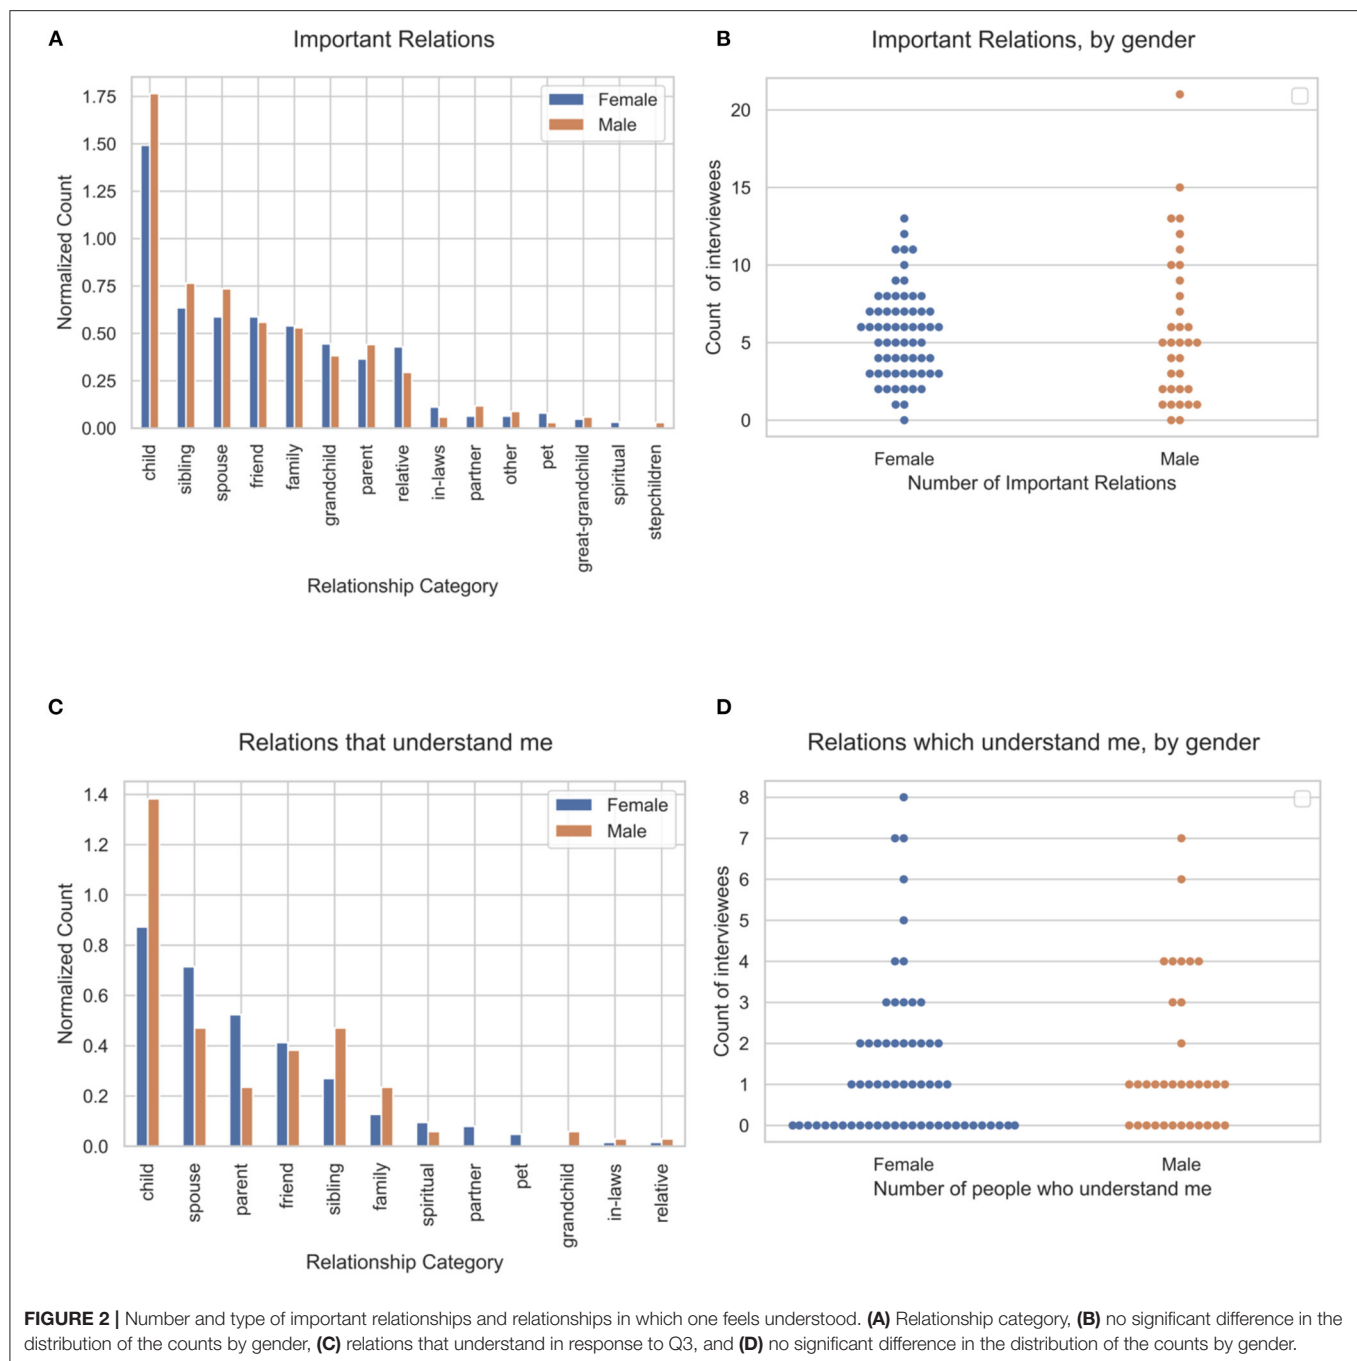 A
Important Relations
Normalized Count
1.75
1.50
1.25
1.00
0.75
0.50
0.25
0.00
Female
Male
child
sibling
spouse
friend
family
grandchild
parent
relative
in-laws
partner
other
pet
great-grandchild
spiritual
stepchildren
Relationship Category
B
Important Relations, by gender
Count of interviewees
20
15
10
5
0
Female
Male
Number of Important Relations
C
Relations that understand me
Normalized Count
1.4
1.2
1.0
0.8
0.6
0.4
0.2
0.0
Female
Male
child
spouse
parent
friend
sibling
family
spiritual
partner
pet
grandchild
in-laws
relative
Relationship Category
D
Relations which understand me, by gender
Count of interviewees
8
7
6
5
4
3
2
1
0
Female
Male
Number of people who understand me
FIGURE 2 | Number and type of important relationships and relationships in which one feels understood. (A) Relationship category, (B) no significant difference in the
distribution of the counts by gender, (C) relations that understand in response to Q3, and (D) no significant difference in the distribution of the counts by gender.